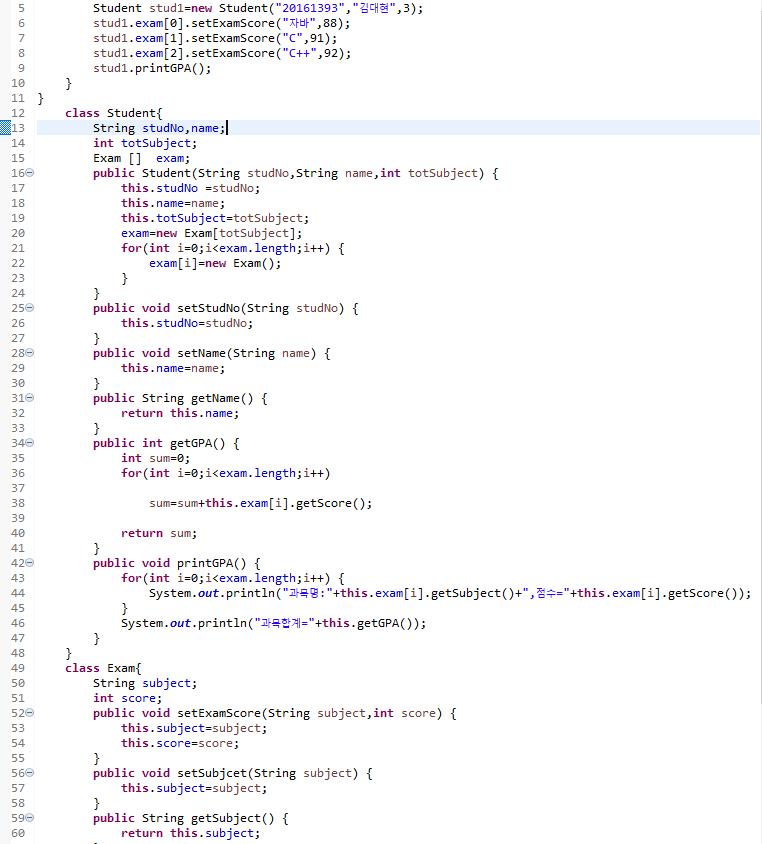 5 Student stud1=new Student("20161393","김대현",3);
6 stud1.exam[0].setExamScore("자바",88);
7 stud1.exam[1].setExamScore("C",91);
8 stud1.exam[2].setExamScore("C++",92);
9 stud1.printGPA();
10 }
11 }
12 class Student{
13 String studNo,name;
14 int totSubject;
15 Exam []  exam;
16 public Student(String studNo,String name,int totSubject) {
17 this.studNo =studNo;
18 this.name=name;
19 this.totSubject=totSubject;
20 exam=new Exam[totSubject];
21 for(int i=0;i<exam.length;i++) {
22 exam[i]=new Exam();
23 }
24 }
25 public void setStudNo(String studNo) {
26 this.studNo=studNo;
27 }
28 public void setName(String name) {
29 this.name=name;
30 }
31 public String getName() {
32 return this.name;
33 }
34 public int getGPA() {
35 int sum=0;
36 for(int i=0;i<exam.length;i++)
37
38 sum=sum+this.exam[i].getScore();
39
40 return sum;
41 }
42 public void printGPA() {
43 for(int i=0;i<exam.length;i++) {
44 System.out.println("과목명:"+this.exam[i].getSubject()+",점수="+this.exam[i].getScore());
45 }
46 System.out.println("과목합계="+this.getGPA());
47 }
48 }
49 class Exam{
50 String subject;
51 int score;
52 public void setExamScore(String subject,int score) {
53 this.subject=subject;
54 this.score=score;
55 }
56 public void setSubjcet(String subject) {
57 this.subject=subject;
58 }
59 public String getSubject() {
60 return this.subject;